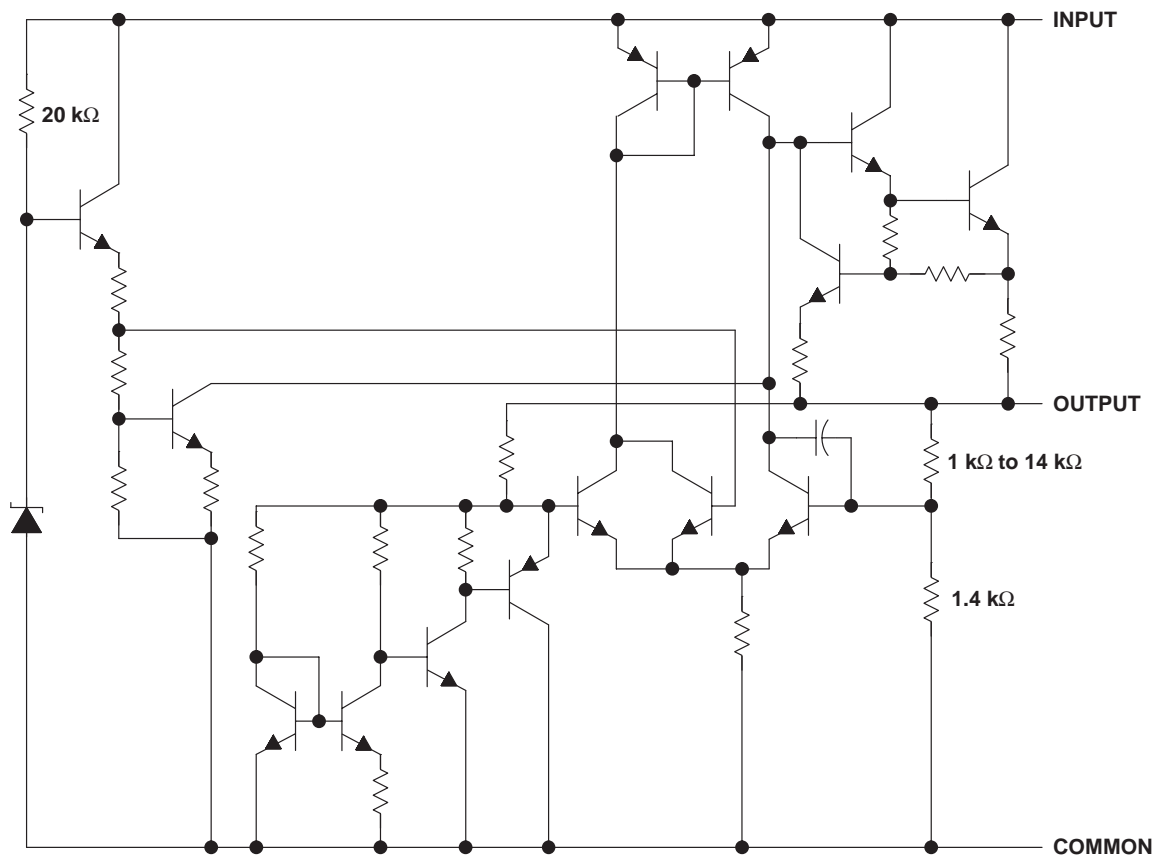 INPUT
20 kΩ
OUTPUT
1 kΩ to 14 kΩ
1.4 kΩ
COMMON